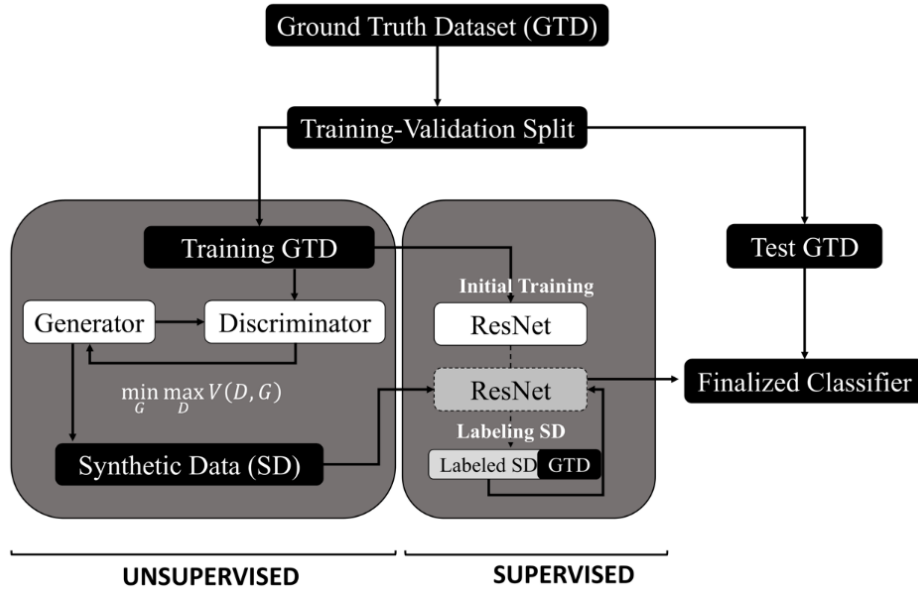 Ground Truth Dataset (GTD)
Training-Validation Split
Training GTD
Test GTD
Initial Training
Generator
Discriminator
ResNet
min max V(D, G)
G D
ResNet
Finalized Classifier
Labeling SD
Synthetic Data (SD)
Labeled SD GTD
UNSUPERVISED
SUPERVISED